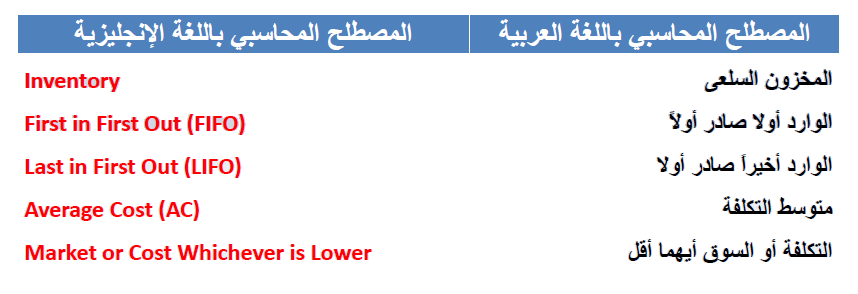 المصطلح المحاسبي باللغة العربية المصطلح المحاسبي باللغة الإنجليزية
المخزون السلعى Inventory
الوارد أولا صادر أولاً First in First Out (FIFO)
الوارد أخيراً صادر أولا Last in First Out (LIFO)
متوسط التكلفة Average Cost (AC)
التكلفة أو السوق أيهما أقل Market or Cost Whichever is Lower